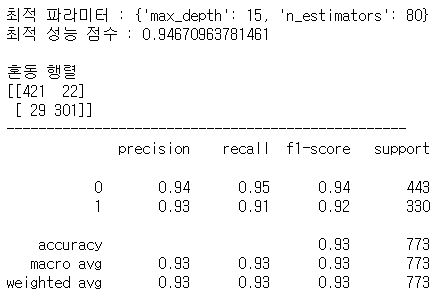 최적 파라미터 : {'max_depth': 15, 'n_estimators': 80}
최적 성능 점수 : 0.94670963781461
혼동 행렬
[[421  22]
 [ 29 301]]
--------------------------------------------------
              precision    recall  f1-score   support
           0       0.94      0.95      0.94       443
           1       0.93      0.91      0.92       330
    accuracy                           0.93       773
   macro avg       0.93      0.93      0.93       773
weighted avg       0.93      0.93      0.93       773